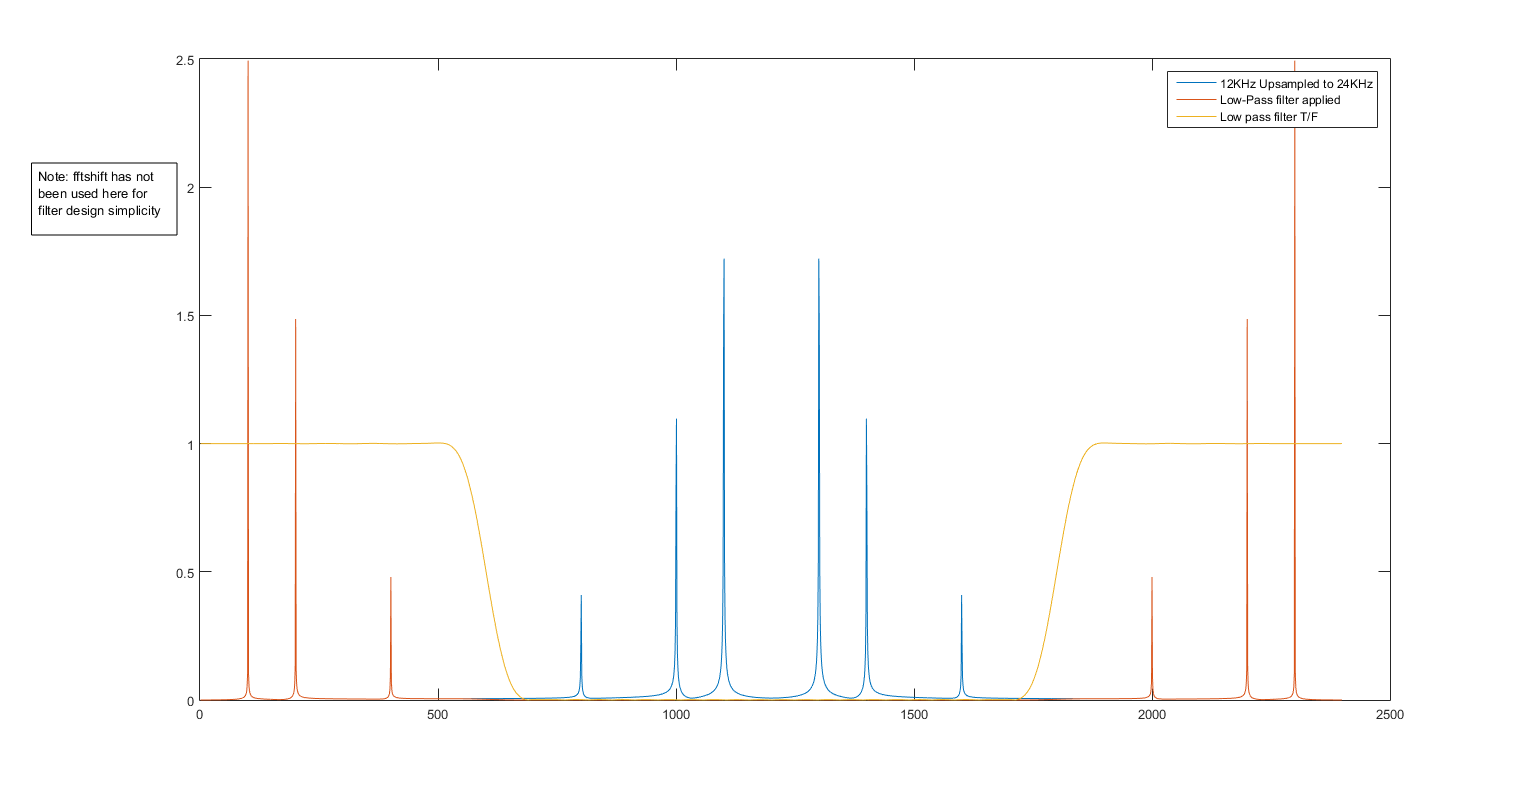 2.5
2
1.5
1
0.5
0
0
500
1000
1500
2000
2500
12KHz Upsampled to 24KHz
Low-Pass filter applied
Low pass filter T/F
Note: fftshift has not
been used here for
filter design simplicity